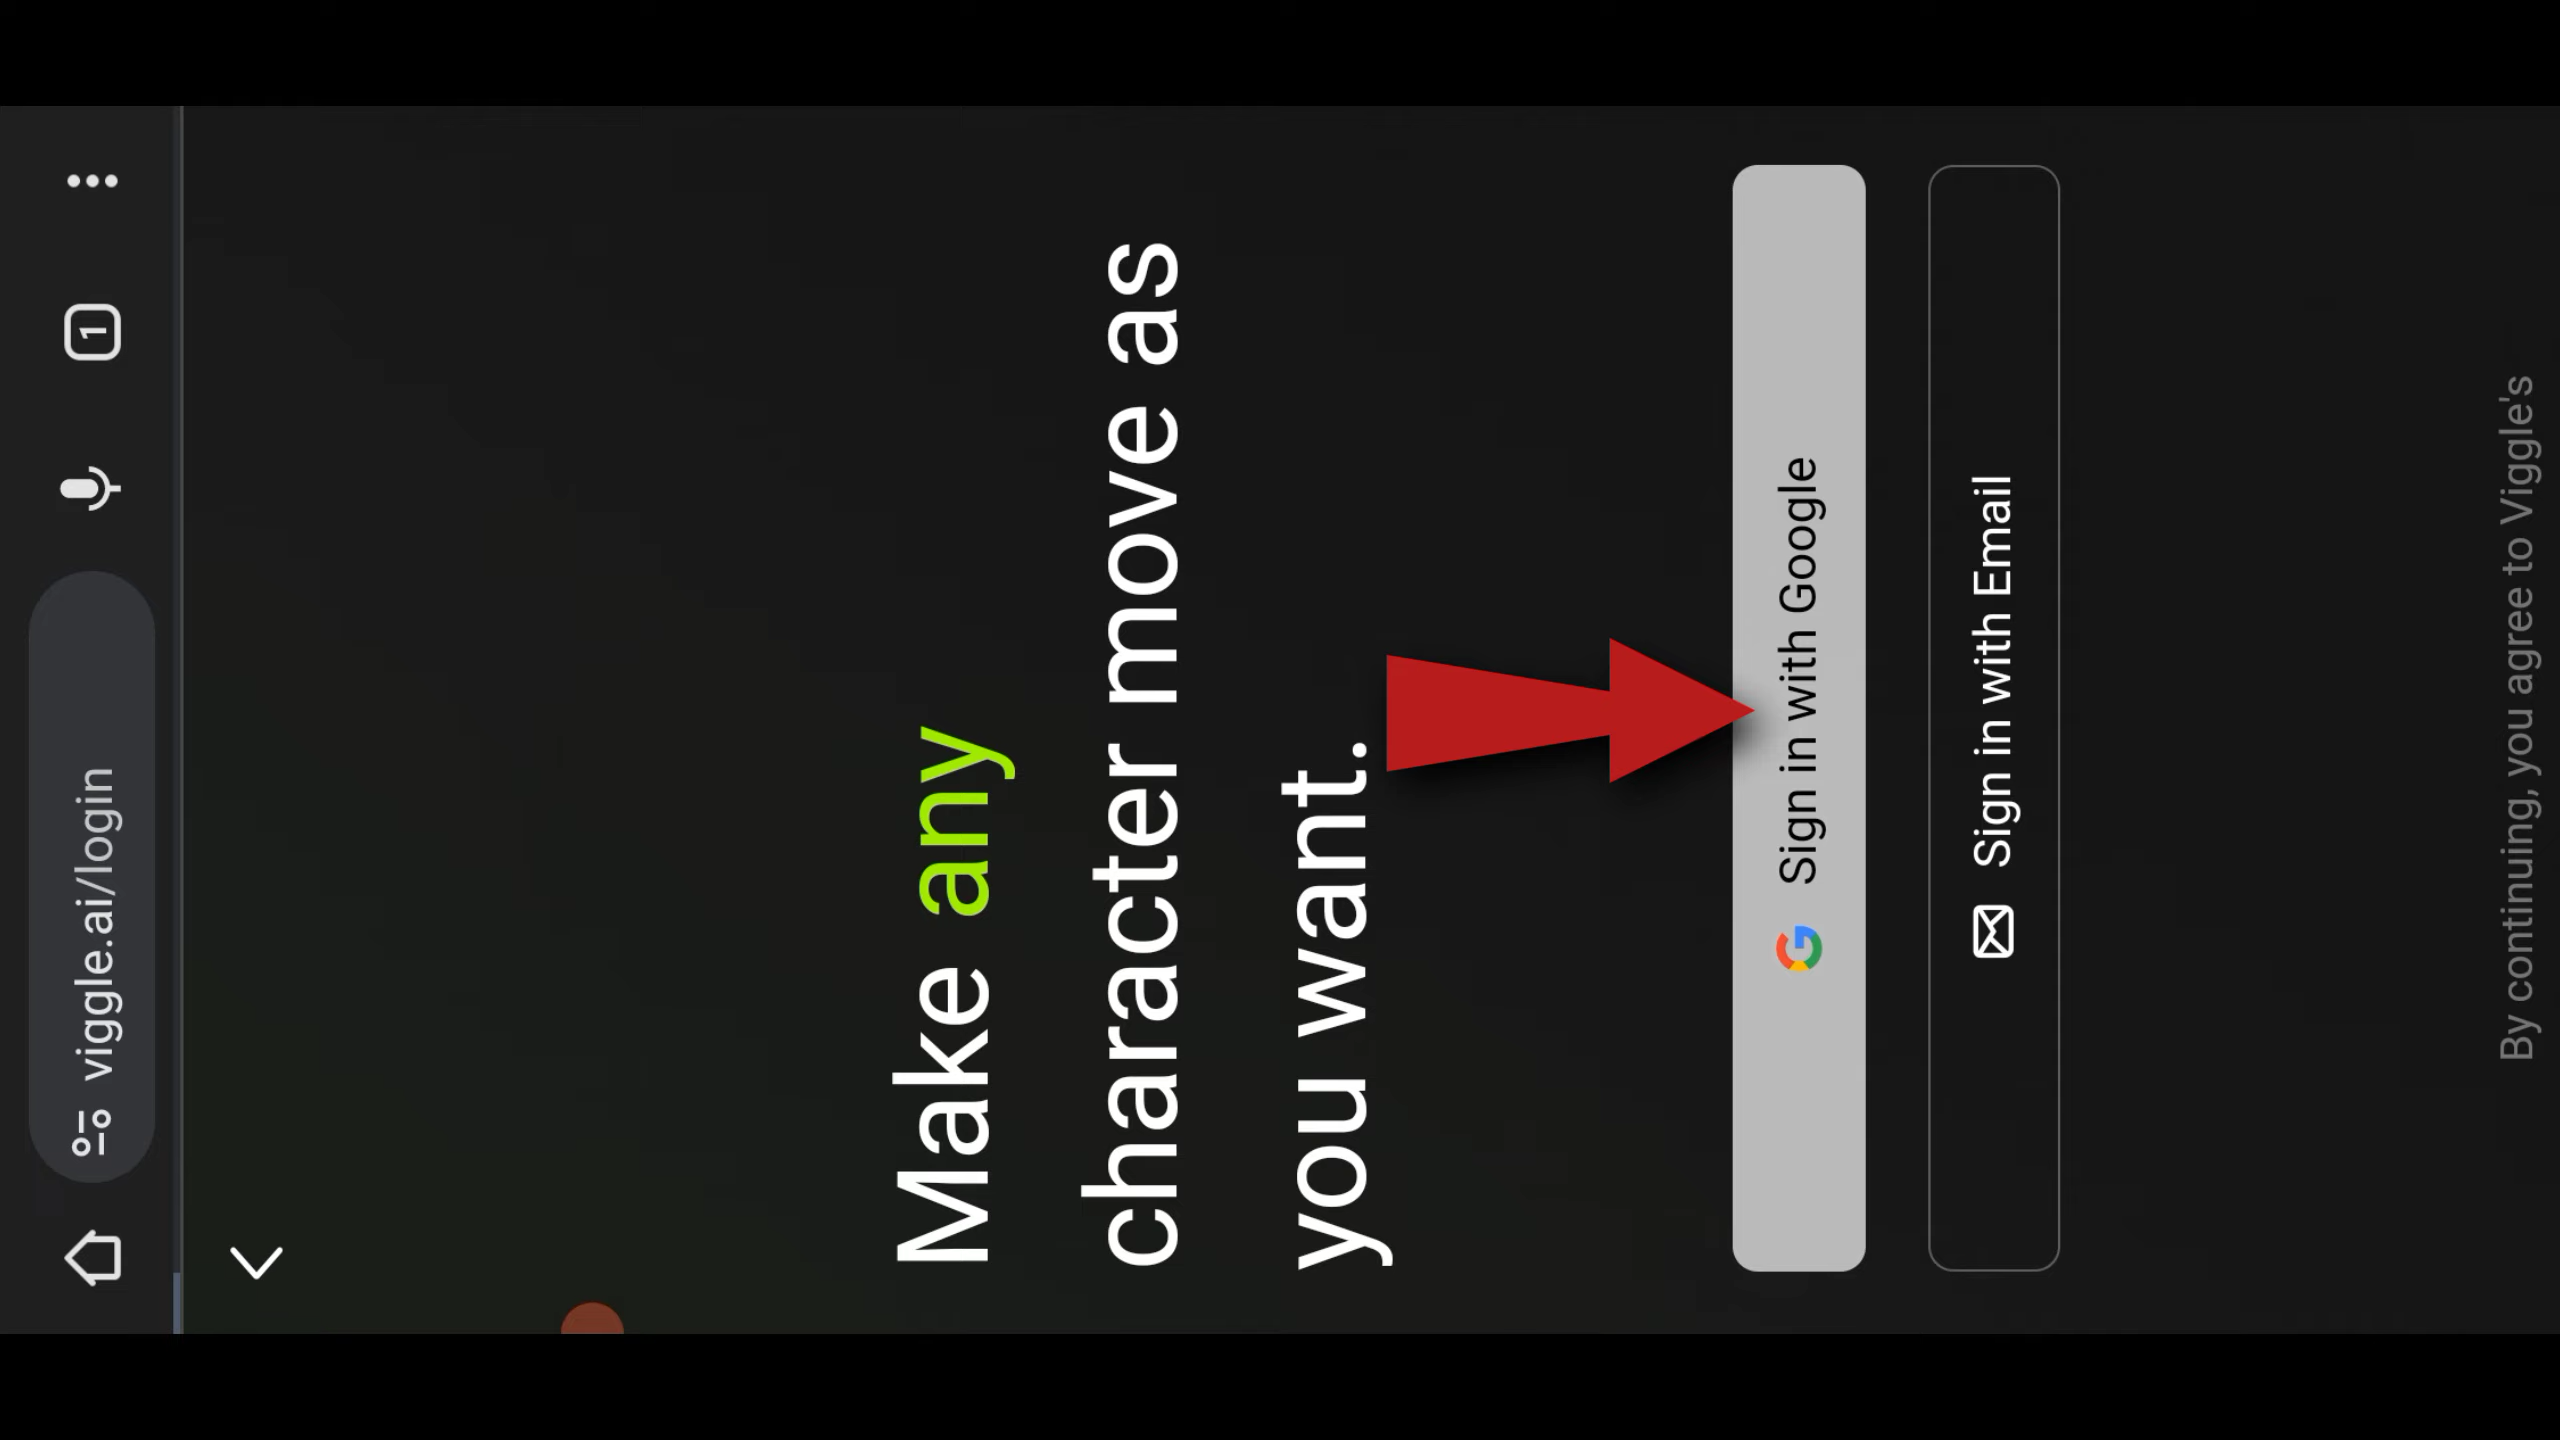 1
viggle.ai/login
Make any
character move as
you want.
Sign in with Google
Sign in with Email
By continuing, you agree to Viggle's